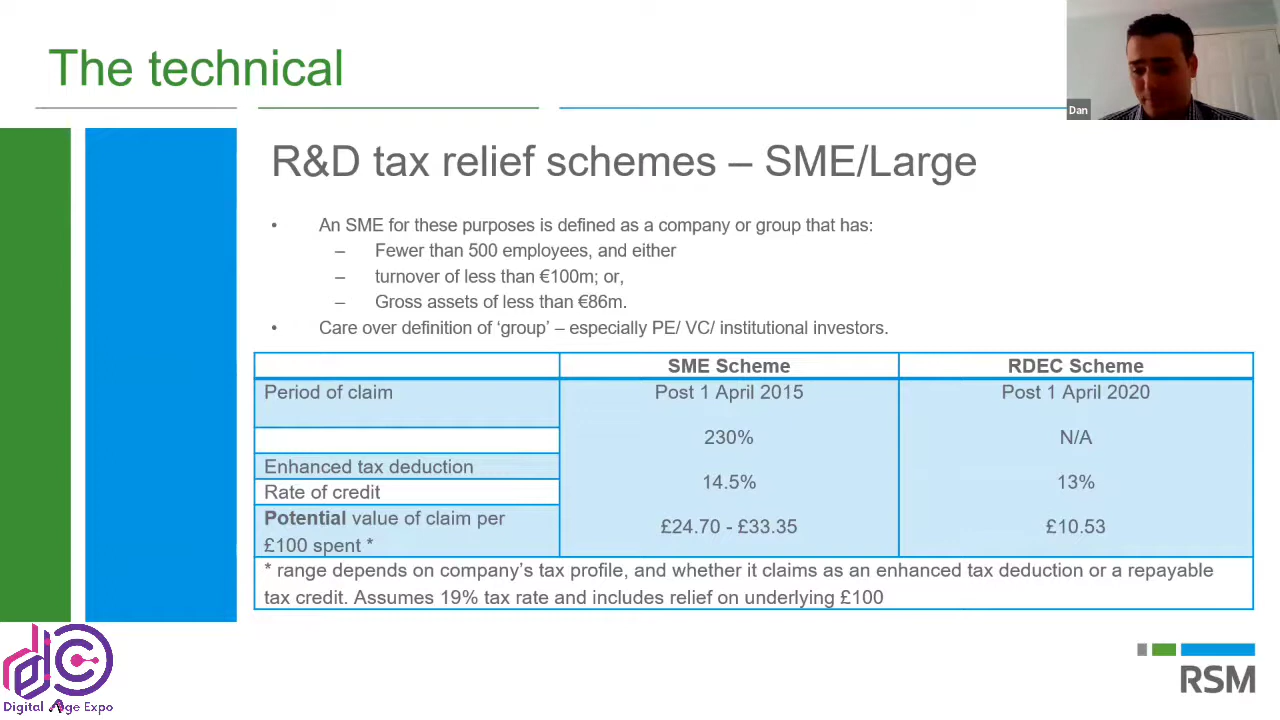 The technical
Dan
R&D tax relief schemes – SME/Large
• An SME for these purposes is defined as a company or group that has:
– Fewer than 500 employees, and either
– turnover of less than €100m; or,
– Gross assets of less than €86m.
• Care over definition of ‘group’ – especially PE/ VC/ institutional investors.
SME Scheme RDEC Scheme
Period of claim Post 1 April 2015 Post 1 April 2020
230% N/A
Enhanced tax deduction
14.5% 13%
Rate of credit
Potential value of claim per
£24.70 - £33.35 £10.53
£100 spent *
* range depends on company’s tax profile, and whether it claims as an enhanced tax deduction or a repayable
tax credit. Assumes 19% tax rate and includes relief on underlying £100
Digital Age Expo
RSM